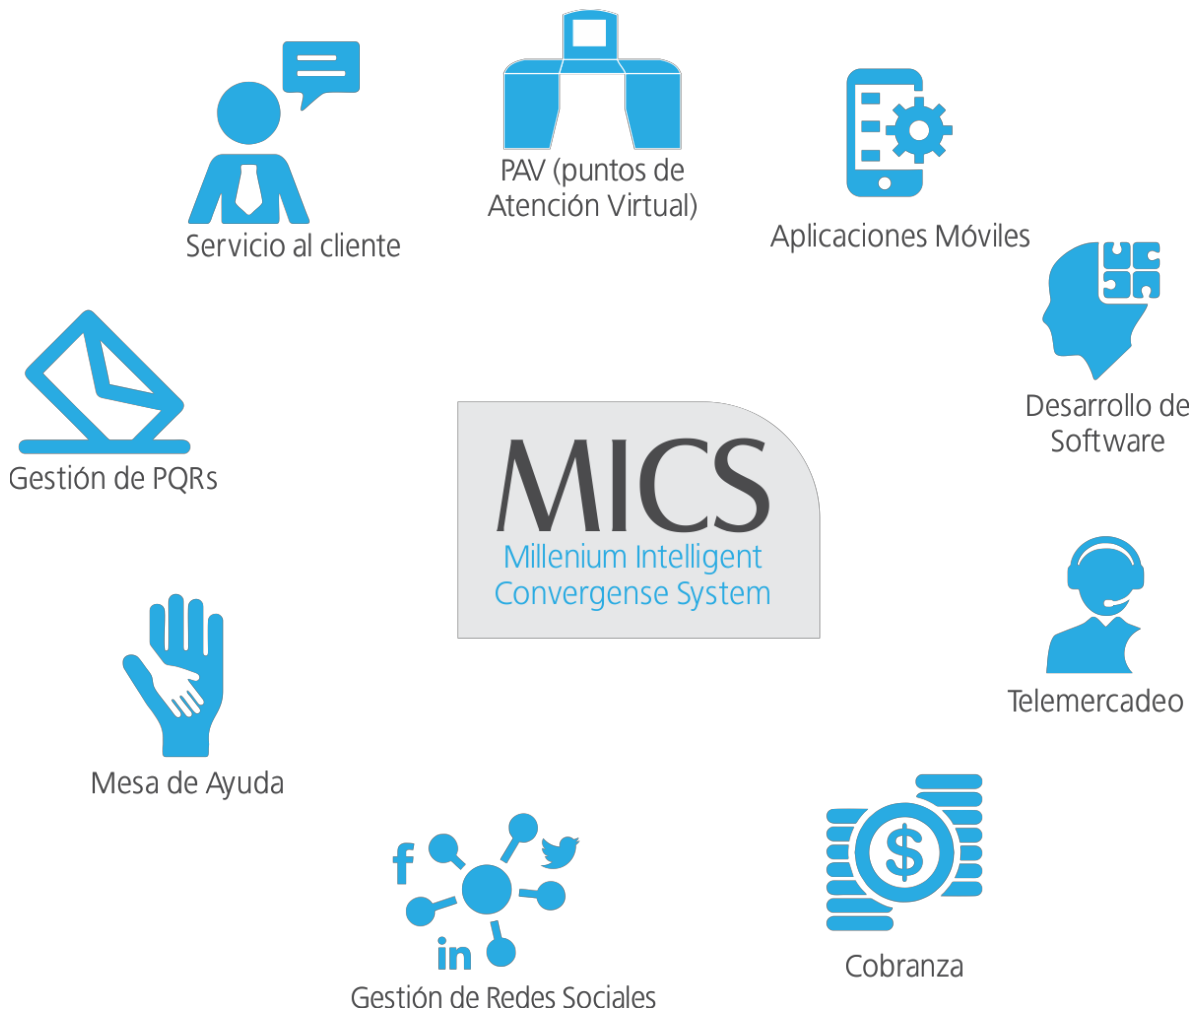 PAV (puntos de
Atención Virtual)
Servicio al cliente
Aplicaciones Móviles
Desarrollo de
Software
Gestión de PQRs
MICS
Millenium Intelligent
Convergense System
Telemercadeo
Mesa de Ayuda
$
f
in
Cobranza
Gestión de Redes Sociales